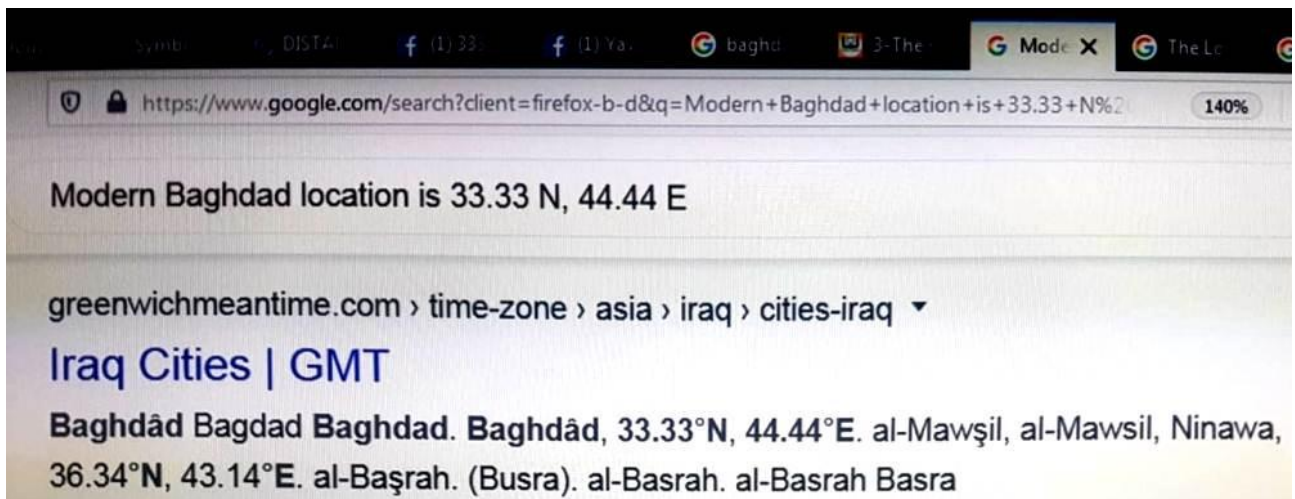 Symb DISTA (1) 33 (1) Ya baghd 3-The Mode The Lo
https://www.google.com/search?client=firefox-b-d&q=Modern+Baghdad+location+is+33.33+N%2 140%
Modern Baghdad location is 33.33 N, 44.44 E
greenwichmeantime.com › time-zone › asia › iraq › cities-iraq
Iraq Cities | GMT
Baghdâd Bagdad Baghdad. Baghdâd, 33.33°N, 44.44°E. al-Mawşil, al-Mawsil, Ninawa,
36.34°N, 43.14°E. al-Başrah. (Busra). al-Basrah. al-Basrah Basra